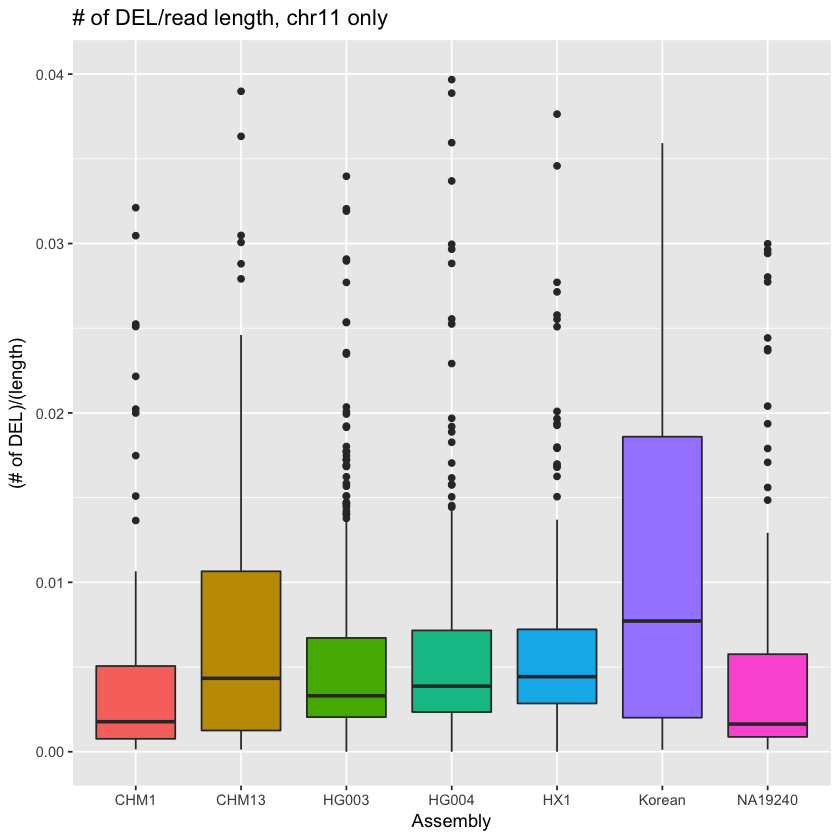 # of DEL/read length, chr11 only
0.04
0.03
0.02
0.01
0.00
(# of DEL)/(length)
CHM1 CHM13 HG003 HG004 HX1 Korean NA19240
Assembly